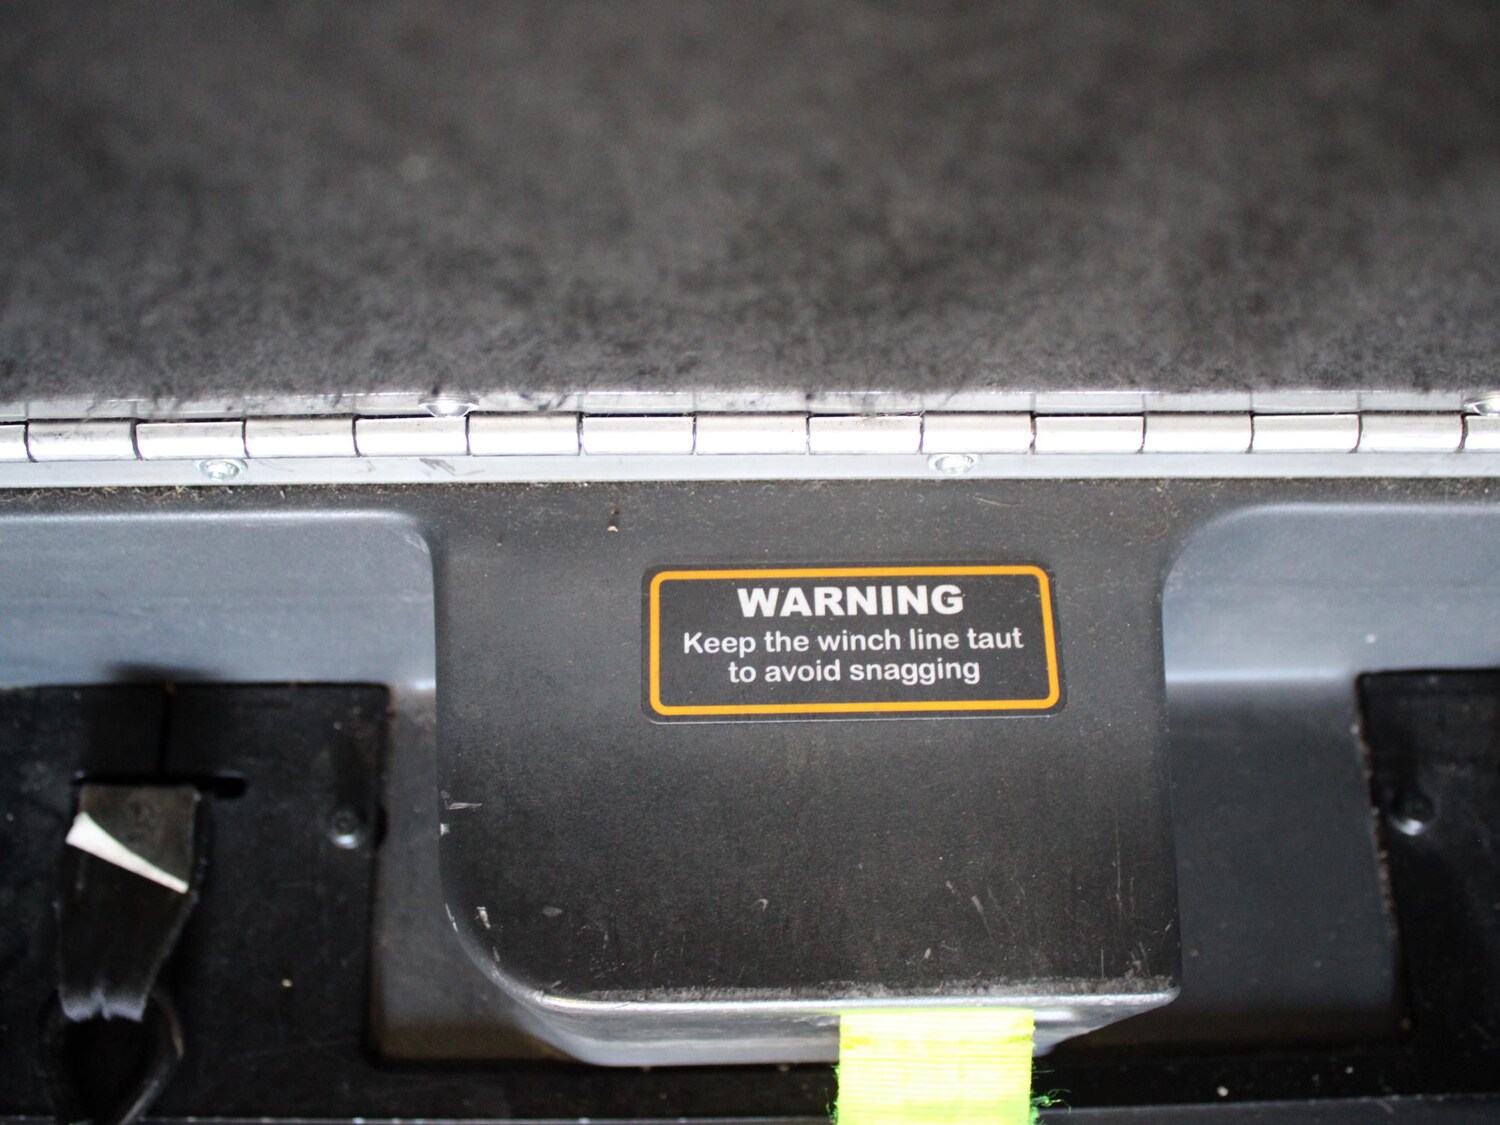 WARNING
Keep the winch line taut
to avoid snagging